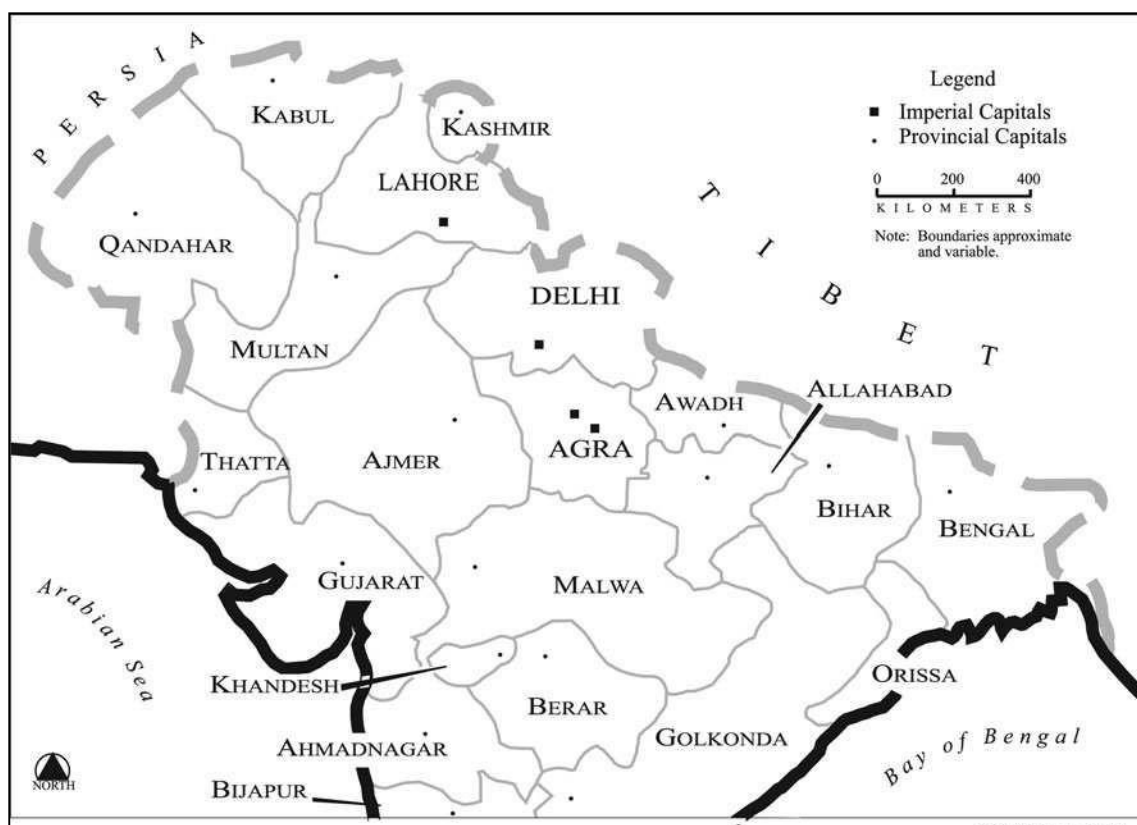 PERSIA
KABUL
KASHMIR
LAHORE
QANDAHAR
Legend
Imperial Capitals
Provincial Capitals
0 200 400
KILOMETERS
Note: Boundaries approximate
and variable.
TIBET
DELHI
MULTAN
ALLAHABAD
AWADH
THATTA
AJMER
AGRA
BIHAR
BENGAL
GUJARAT
MALWA
Arabian Sea
KHANDESH
BERAR
ORISSA
AHMADNAGAR
GOLKONDA
Bay of Bengal
BIJAPUR
NORTH